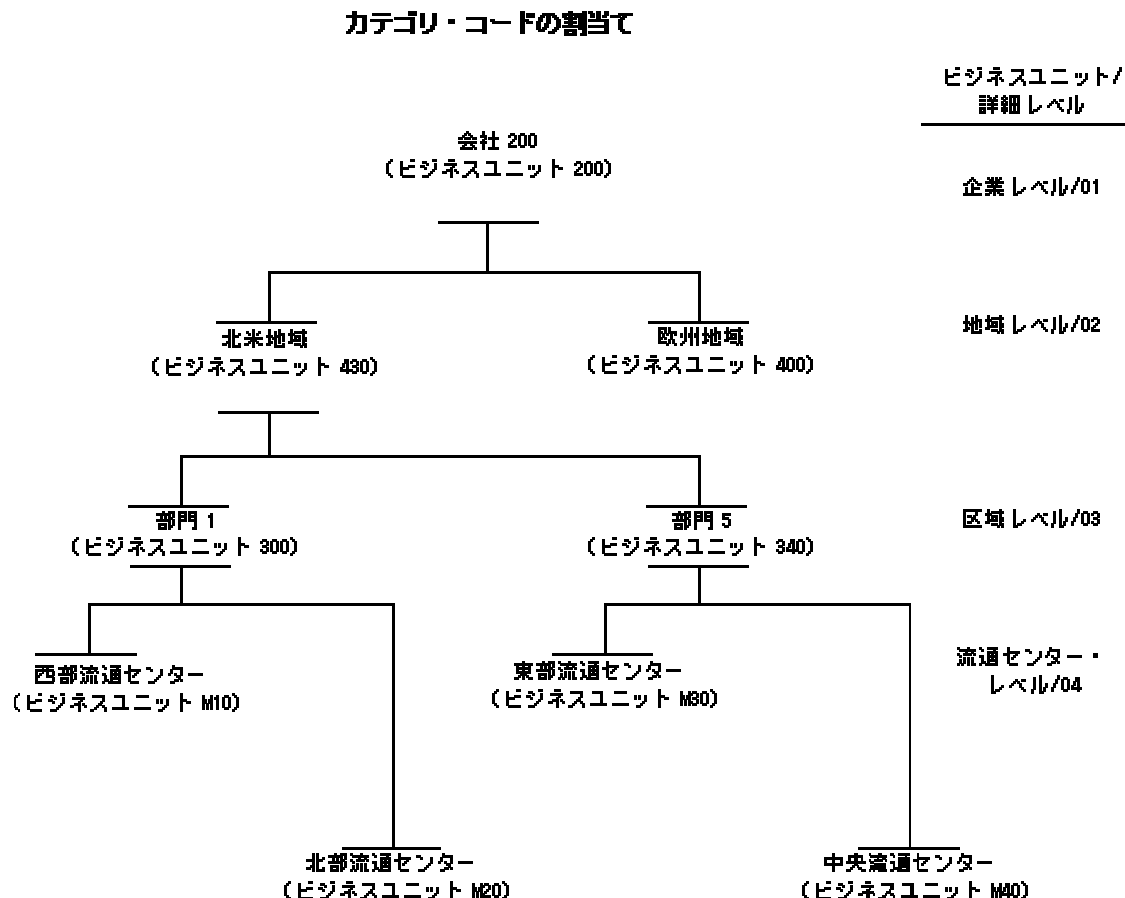 カテゴリ・コードの割当て
ビジネスユニット/
詳細レベル
会社 200
(ビジネスユニット 200)
企業レベル/01
北米地域
(ビジネスユニット 430)
欧州地域
(ビジネスユニット 400)
地域レベル/02
部門 1
(ビジネスユニット 300)
部門 5
(ビジネスユニット 340)
区域レベル/03
西部流通センター
(ビジネスユニット M10)
東部流通センター
(ビジネスユニット M30)
流通センター・
レベル/04
北部流通センター
(ビジネスユニット M20)
中央流通センター
(ビジネスユニット M40)